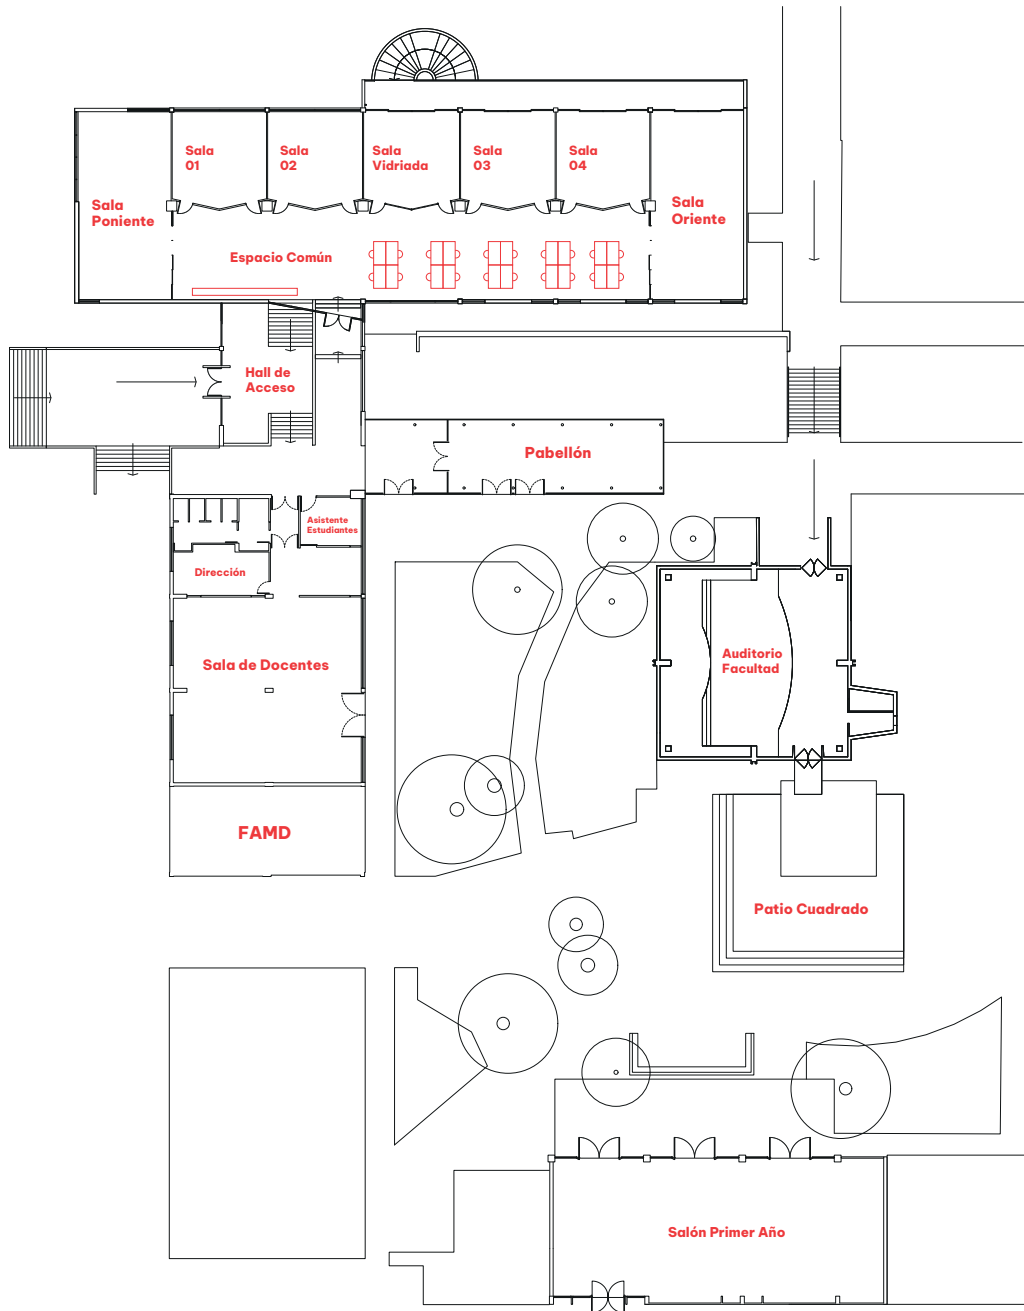 Sala
01
Sala
02
Sala
Vidriada
Sala
03
Sala
04
Sala
Poniente
Sala
Oriente
Espacio Común
Hall de
Acceso
Pabellón
Asistente
Estudiantes
Dirección
Sala de Docentes
Auditorio
Facultad
FAMD
Patio Cuadrado
Salón Primer Año